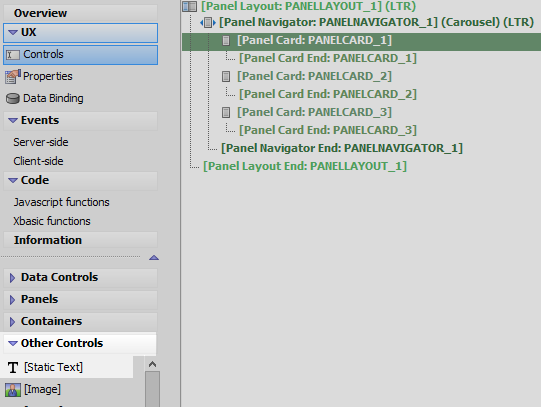 Overview
UX
Controls
Properties
Data Binding
Events
Server-side
Client-side
Code
Javascript functions
Xbasic functions
Information
Data Controls
Panels
Containers
Other Controls
T [Static Text]
[Image]
[Panel Layout: PANELLAYOUT_1] (LTR)
[Panel Navigator: PANELNAVIGATOR_1] (Carousel) (LTR)
[Panel Card: PANELCARD_1]
[Panel Card End: PANELCARD_1]
[Panel Card: PANELCARD_2]
[Panel Card End: PANELCARD_2]
[Panel Card: PANELCARD_3]
[Panel Card End: PANELCARD_3]
[Panel Navigator End: PANELNAVIGATOR_1]
[Panel Layout End: PANELLAYOUT_1]